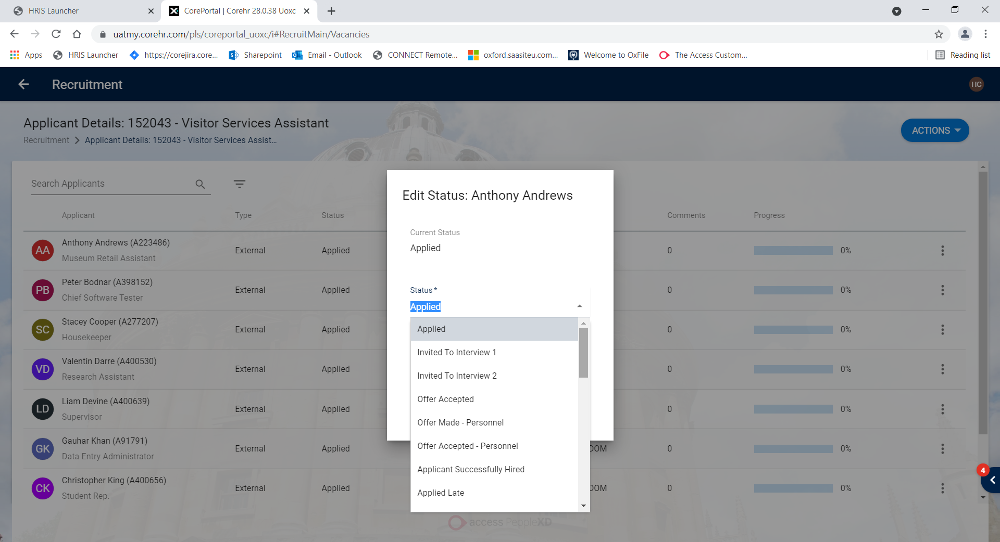 HRIS Launcher
CorePortal | Corehr 28.0.38 Uoxc
uatmy.corehr.com/pls/coreportal_uoxc/i#RecruitMain/Vacancies
Apps HRIS Launcher https://corejira.core... Sharepoint Email - Outlook CONNECT Remote... oxford.saasiteu.com... Welcome to OxFile The Access Custom... Reading list
Recruitment
HC
Applicant Details: 152043 - Visitor Services Assistant
ACTIONS
Recruitment Applicant Details: 152043 - Visitor Services Assist...
Search Applicants
Applicant Type Status Comments Progress
AA Anthony Andrews (A223486) External Applied 0 0%
Museum Retail Assistant
PB Peter Bodnar (A398152) External Applied 0 0%
Chief Software Tester
SC Stacey Cooper (A277207) External Applied 0 0%
Housekeeper
VD Valentin Darre (A400530) External Applied 0 0%
Research Assistant
LD Liam Devine (A400639) External Applied 0 0%
Supervisor
GK Gauhar Khan (A91791) External Applied DOM 0 0%
Data Entry Administrator
CK Christopher King (A400656) External Applied DOM 0 0%
Student Rep.
Edit Status: Anthony Andrews
Current Status
Applied
Status*
Applied
Applied
Invited To Interview 1
Invited To Interview 2
Offer Accepted
Offer Made - Personnel
Offer Accepted - Personnel
Applicant Successfully Hired
Applied Late
4
access PeopleXD